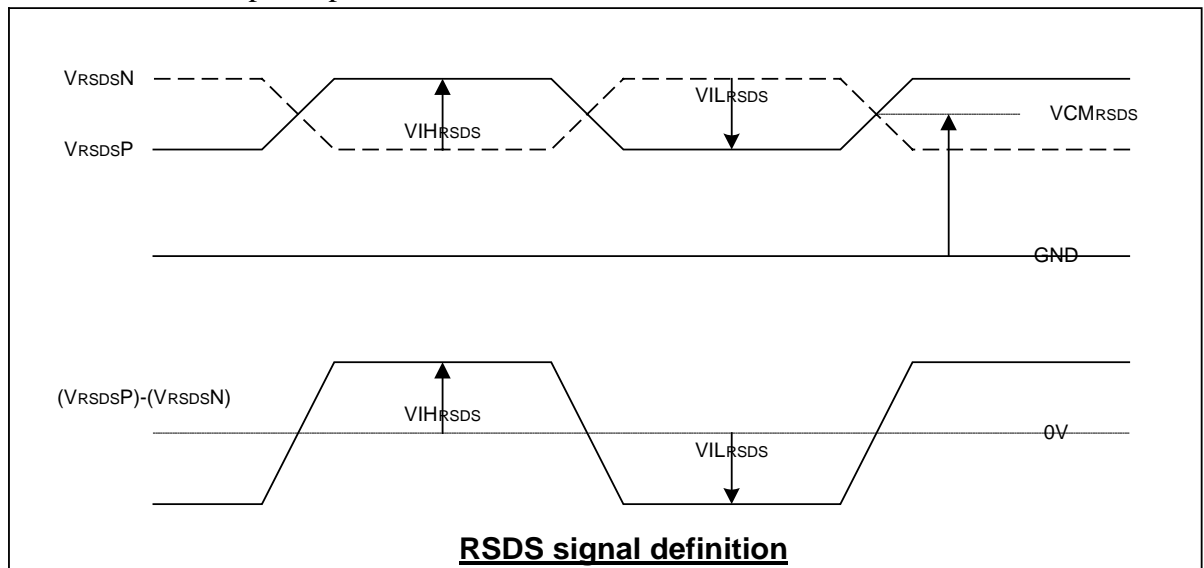 VRSDSN
VILRSDS
VCMRSDS
VIHRSDS
VRSDSP
GND
(VRSDSP)-(VRSDSN)
VIHRSDS
0V
VILRSDS
RSDS signal definition